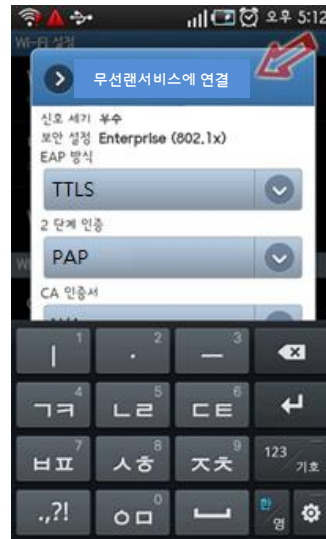 오후 5:12
Wi-Fi 설정
무선랜서비스에 연결
신호 세기 우수
보안 설정 Enterprise (802.1x)
EAP 방식
TTLS
2 단계 인증
PAP
CA 인증서
ㅣ 1
· 2
ㅡ 3
ㄱㅋ 4
ㄴㄹ 5
ㄷㅌ 6
ㅂㅍ 7
ㅅㅎ 8
ㅈㅊ 9
123 / 기호
.,?!
ㅇㅁ 0
한/영